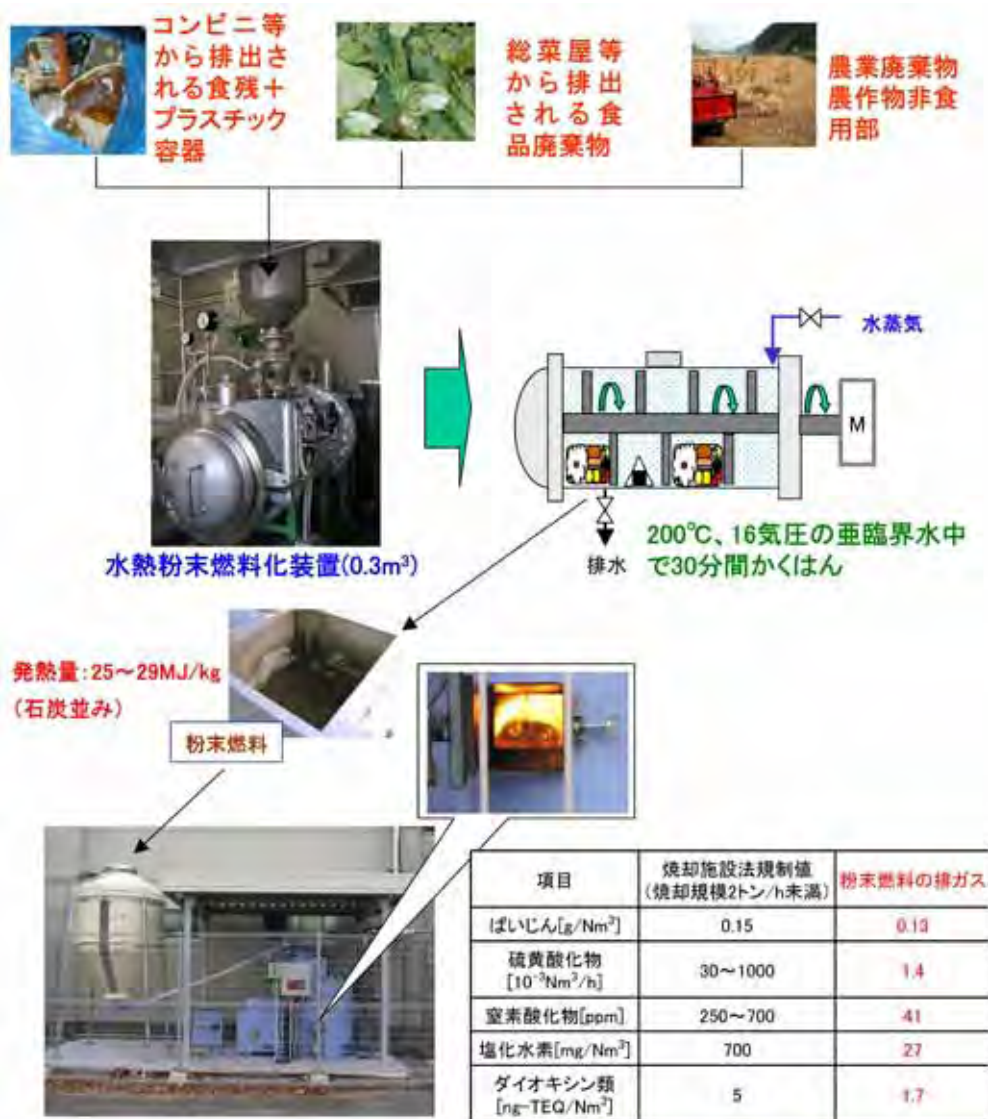 コンビニ等
から排出さ
れる食残＋
プラスチック
容器
総菜屋等
から排出
される食
品廃棄物
農業廃棄物
農作物非食
用部
水蒸気
M
水熱粉末燃料化装置(0.3m³)
排水
200℃、16気圧の亜臨界水中
で30分間かくはん
発熱量：25～29MJ/kg
（石炭並み）
粉末燃料
項目 焼却施設法規制値 粉末燃料の排ガス
(焼却規模2トン/h未満)
ばいじん[g/Nm³] 0.15 0.13
硫黄酸化物
[10⁻³Nm³/h] 30～1000 1.4
窒素酸化物[ppm] 250～700 41
塩化水素[mg/Nm³] 700 27
ダイオキシン類
[ng-TEQ/Nm³] 5 1.7